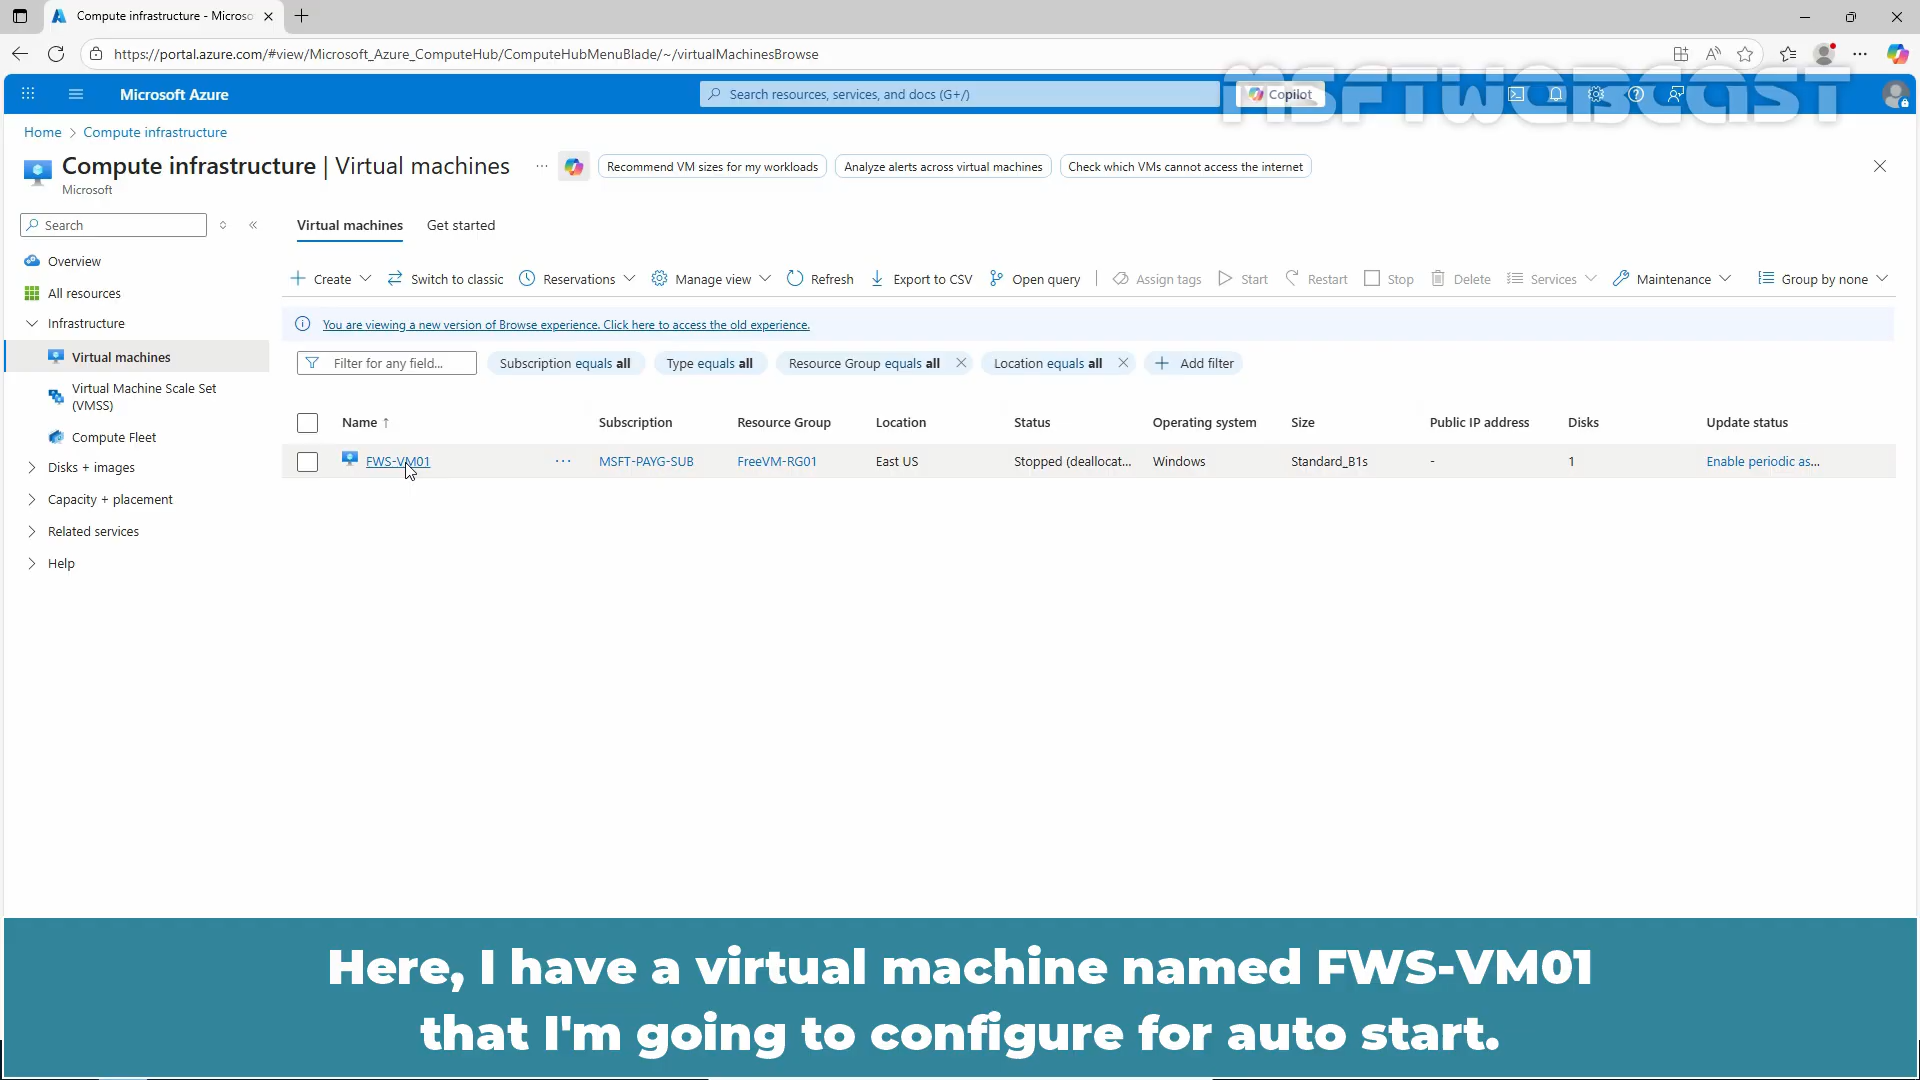 Compute infrastructure - Microso
https://portal.azure.com/#view/Microsoft_Azure_ComputeHub/ComputeHubMenuBlade/~/virtualMachinesBrowse
MSFTWEBCAST
Microsoft Azure
Search resources, services, and docs (G+/)
Copilot
Home > Compute infrastructure
Compute infrastructure | Virtual machines
...
Recommend VM sizes for my workloads
Analyze alerts across virtual machines
Check which VMs cannot access the internet
Microsoft
Search
Overview
All resources
Infrastructure
Virtual machines
Virtual Machine Scale Set
(VMSS)
Compute Fleet
Disks + images
Capacity + placement
Related services
Help
Virtual machines Get started
Create Switch to classic Reservations Manage view Refresh Export to CSV Open query Assign tags Start Restart Stop Delete Services Maintenance Group by none
You are viewing a new version of Browse experience. Click here to access the old experience.
Filter for any field... Subscription equals all Type equals all Resource Group equals all Location equals all Add filter
Name ↑ Subscription Resource Group Location Status Operating system Size Public IP address Disks Update status
FWS-VM01 ... MSFT-PAYG-SUB FreeVM-RG01 East US Stopped (deallocat... Windows Standard_B1s - 1 Enable periodic as...
Here, I have a virtual machine named FWS-VM01
that I'm going to configure for auto start.